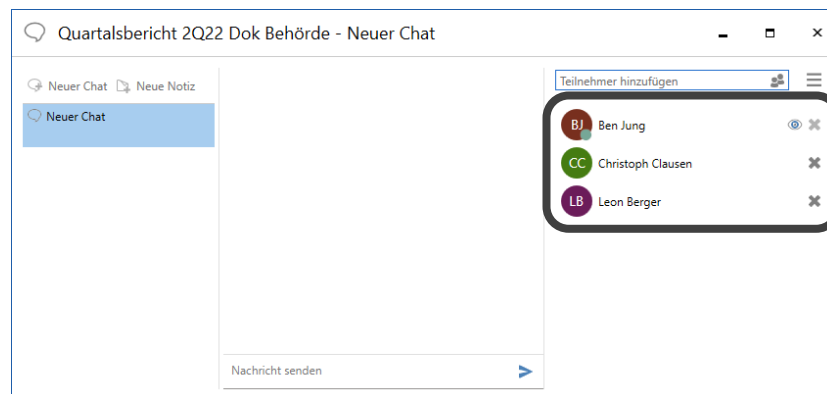 Quartalsbericht 2Q22 Dok Behörde - Neuer Chat
Neuer Chat Neue Notiz
Neuer Chat
Nachricht senden
Teilnehmer hinzufügen
BJ Ben Jung
CC Christoph Clausen
LB Leon Berger